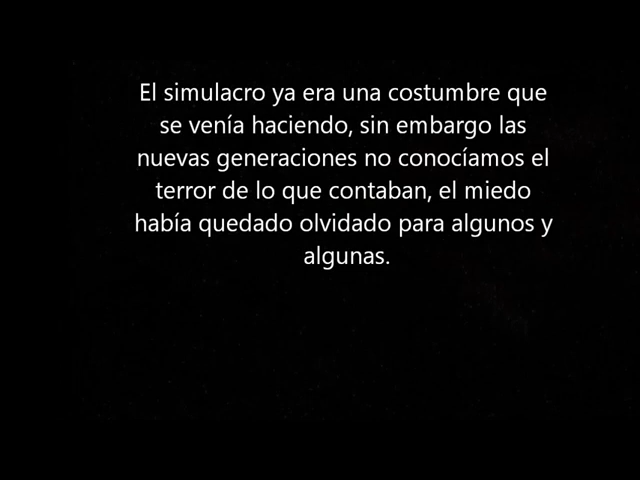 El simulacro ya era una costumbre que
se venía haciendo, sin embargo las
nuevas generaciones no conocíamos el
terror de lo que contaban, el miedo
había quedado olvidado para algunos y
algunas.